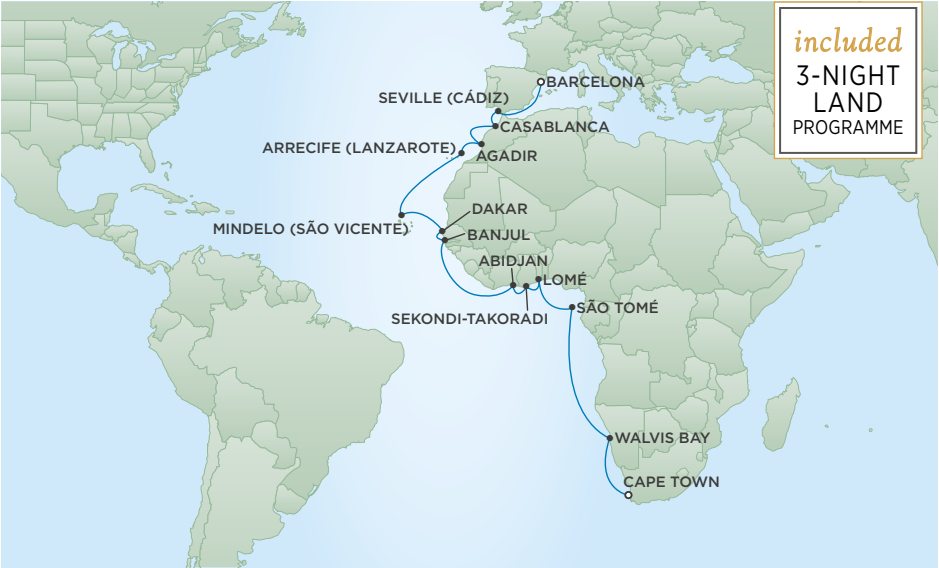 included
3-NIGHT
LAND
PROGRAMME
BARCELONA
SEVILLE (CÁDIZ)
CASABLANCA
ARRECIFE (LANZAROTE)
AGADIR
DAKAR
MINDELO (SÃO VICENTE)
BANJUL
ABIDJAN
LOMÉ
SEKONDI-TAKORADI
SÃO TOMÉ
WALVIS BAY
CAPE TOWN